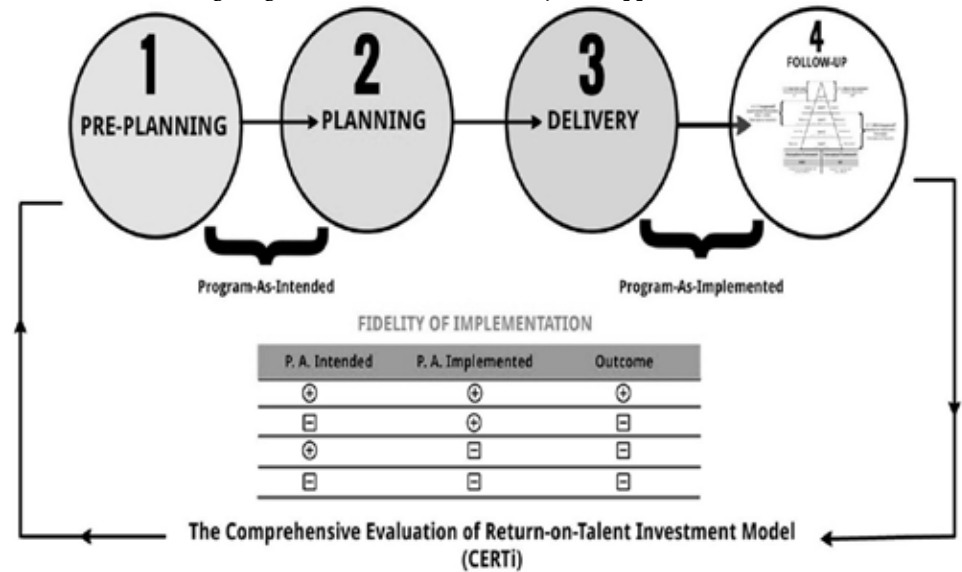 1
PRE-PLANNING
2
PLANNING
3
DELIVERY
4
FOLLOW-UP
Program-As-Intended
Program-As-Implemented
FIDELITY OF IMPLEMENTATION
P. A. Intended P. A. Implemented Outcome
+ + +
- + -
+ - -
- - -
The Comprehensive Evaluation of Return-on-Talent Investment Model
(CERTi)